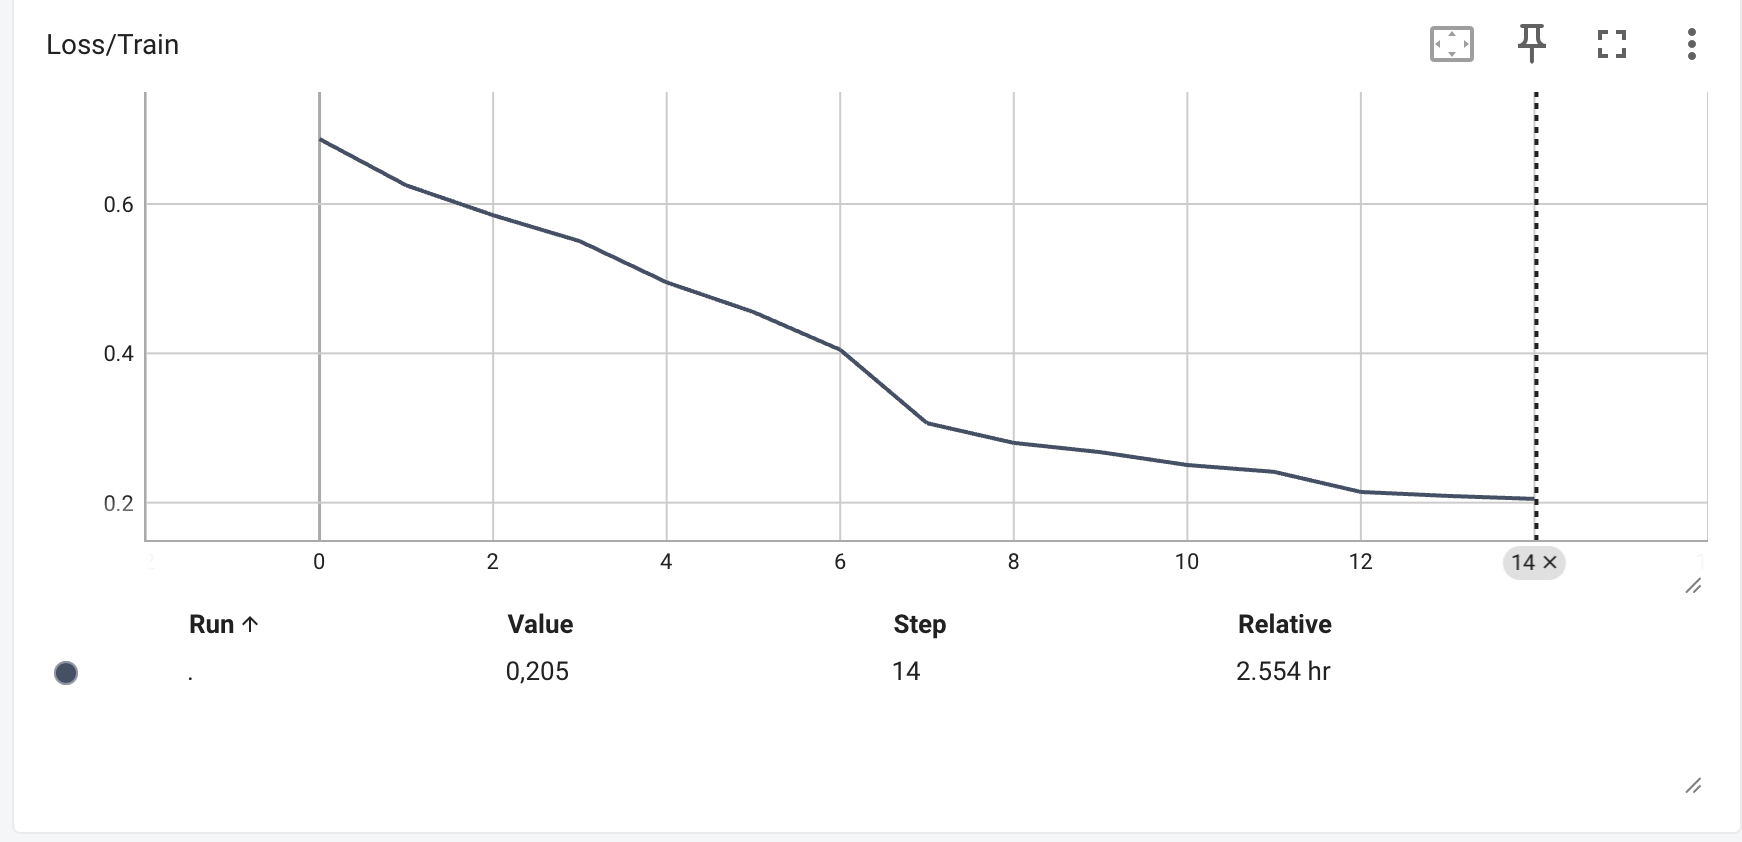 Loss/Train
0.6
0.4
0.2
0 2 4 6 8 10 12 14 ×
Run ↑ Value Step Relative
. 0,205 14 2.554 hr